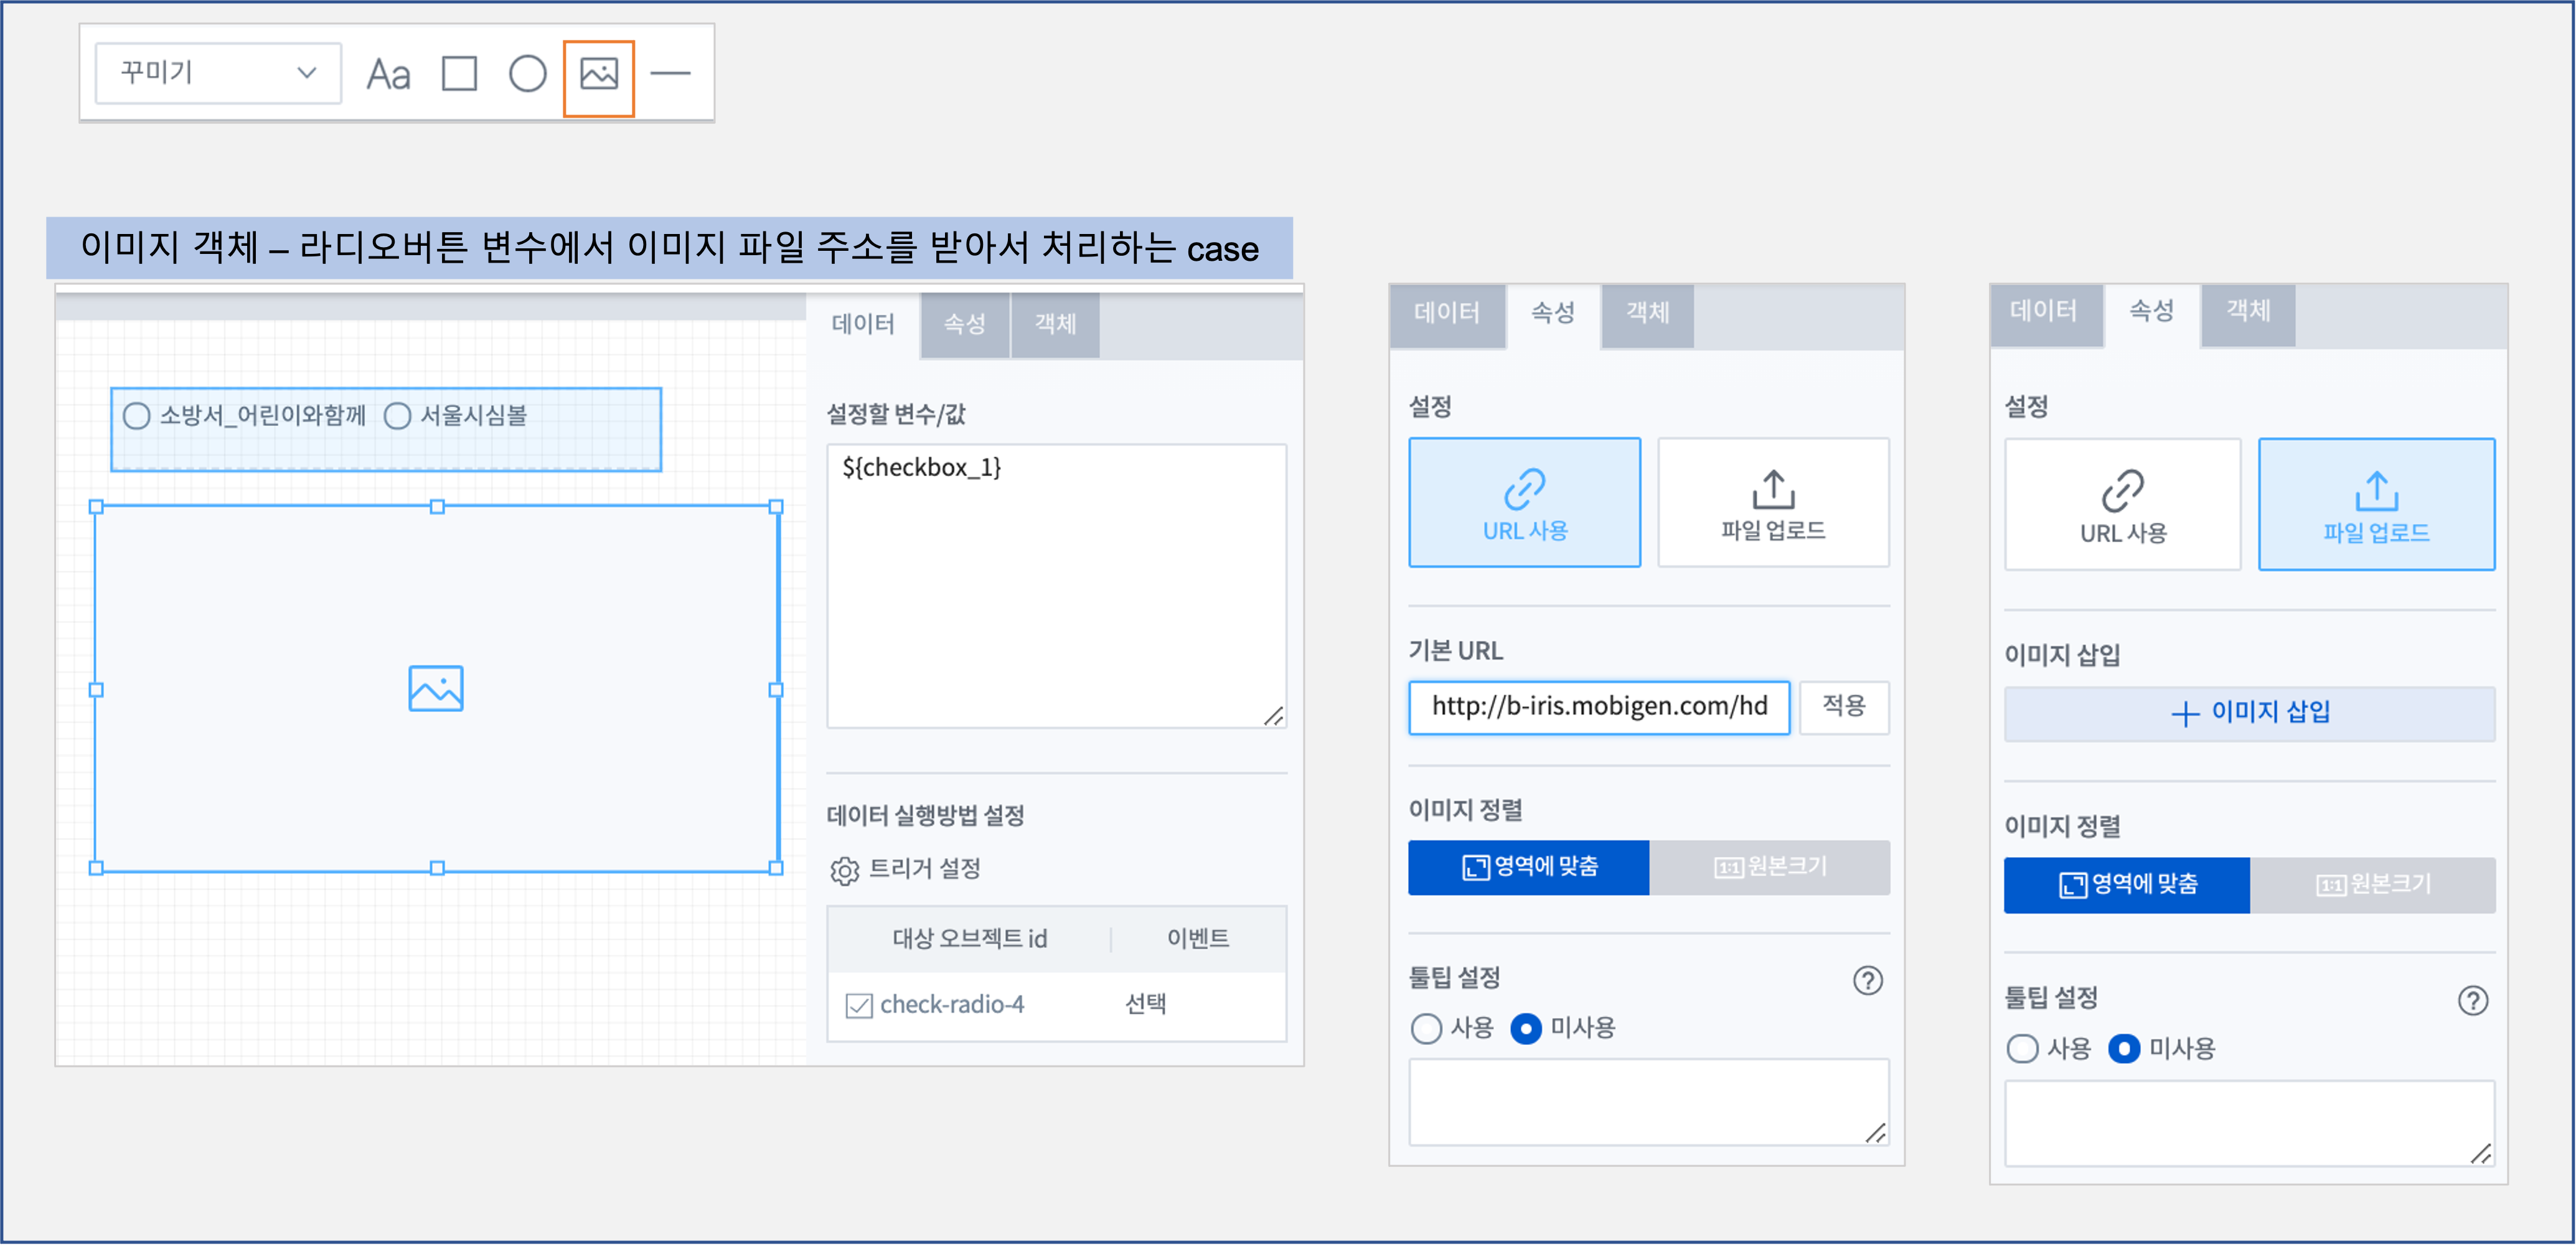 꾸미기
Aa
이미지 객체 – 라디오버튼 변수에서 이미지 파일 주소를 받아서 처리하는 case
소방서_어린이와함께 서울시심볼
데이터 속성 객체
설정할 변수/값
${checkbox_1}
데이터 실행방법 설정
트리거 설정
대상 오브젝트 id 이벤트
check-radio-4 선택
데이터 속성 객체
설정
URL 사용 파일 업로드
기본 URL
http://b-iris.mobigen.com/hd 적용
이미지 정렬
영역에 맞춤 1:1 원본크기
툴팁 설정 ?
사용 미사용
데이터 속성 객체
설정
URL 사용 파일 업로드
이미지 삽입
+ 이미지 삽입
이미지 정렬
영역에 맞춤 1:1 원본크기
툴팁 설정 ?
사용 미사용